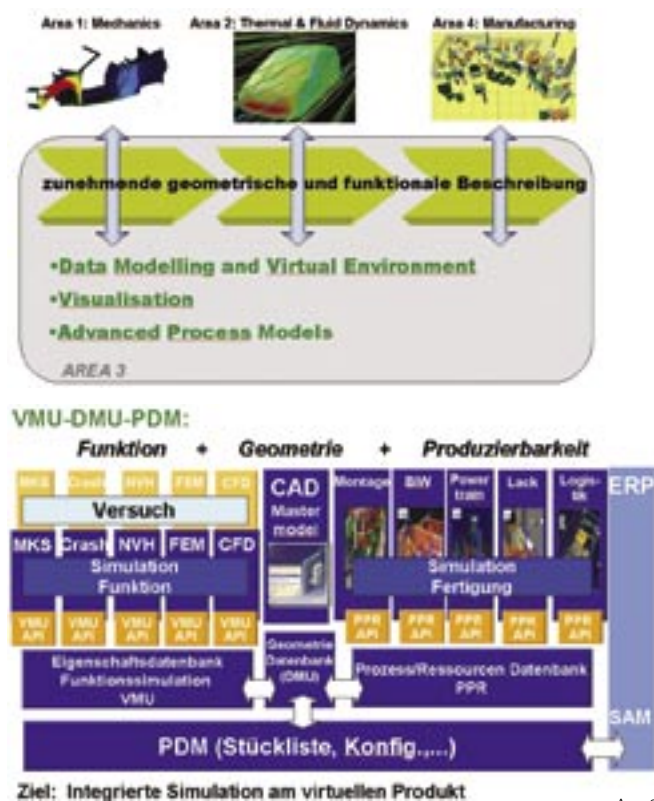 Area 1: Mechanics
Area 2: Thermal & Fluid Dynamics
Area 4: Manufacturing
zunehmende geometrische und funktionale Beschreibung
•Data Modelling and Virtual Environment
•Visualisation
•Advanced Process Models
AREA 3
VMU-DMU-PDM:
Funktion + Geometrie + Produzierbarkeit
MKS Crash NVH FEM CFD
Versuch
MKS Crash NVH FEM CFD
Simulation
Funktion
VMU API VMU API VMU API VMU API VMU API
Eigenschaftsdatenbank
Funktionssimulation
VMU
CAD
Master
model
Geometrie
Datenbank
(DMU)
Montage BIW Power train Lack Logis-tik
Simulation
Fertigung
PPR API PPR API PPR API PPR API PPR API
Prozess/Ressourcen Datenbank
PPR
ERP
SAM
PDM (Stückliste, Konfig.,...)
Ziel: Integrierte Simulation am virtuellen Produkt